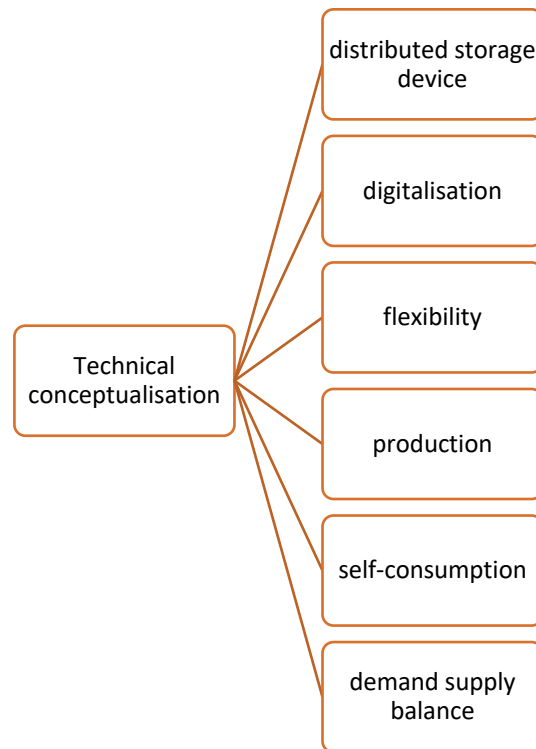 distributed storage
device
digitalisation
flexibility
Technical
conceptualisation
production
self-consumption
demand supply
balance